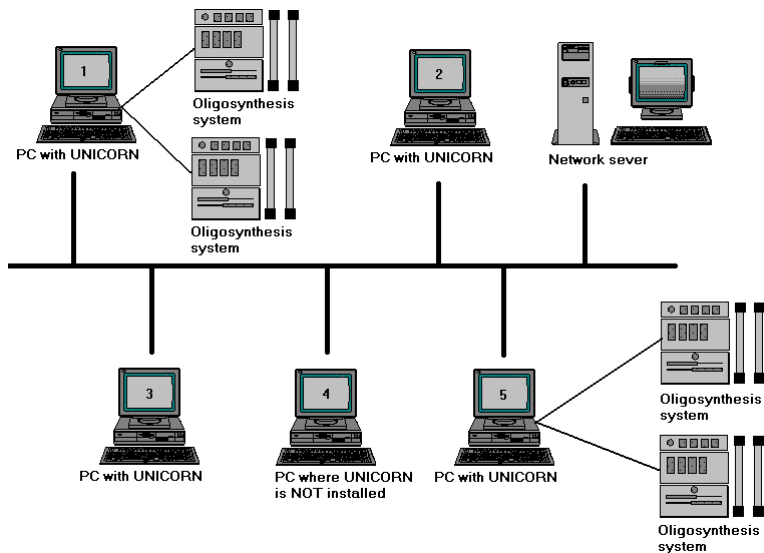 1
Oligosynthesis
system
PC with UNICORN
Oligosynthesis
system
2
PC with UNICORN
Network sever
3
PC with UNICORN
4
PC where UNICORN
is NOT installed
5
PC with UNICORN
Oligosynthesis
system
Oligosynthesis
system